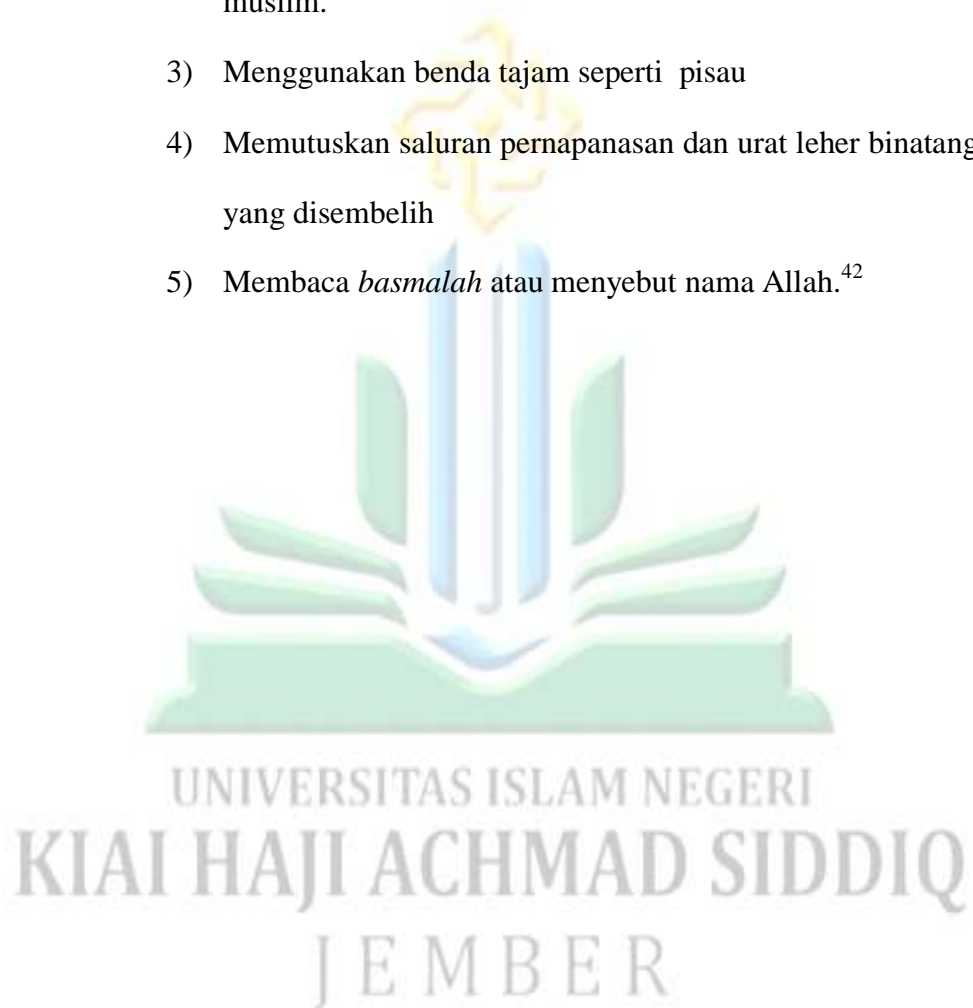 muslim.
3) Menggunakan benda tajam seperti pisau
4) Memutuskan saluran pernapanasan dan urat leher binatang
yang disembelih
5) Membaca basmalah atau menyebut nama Allah.42
UNIVERSITAS ISLAM NEGERI
KIAI HAJI ACHMAD SIDDIQ
JEMBER